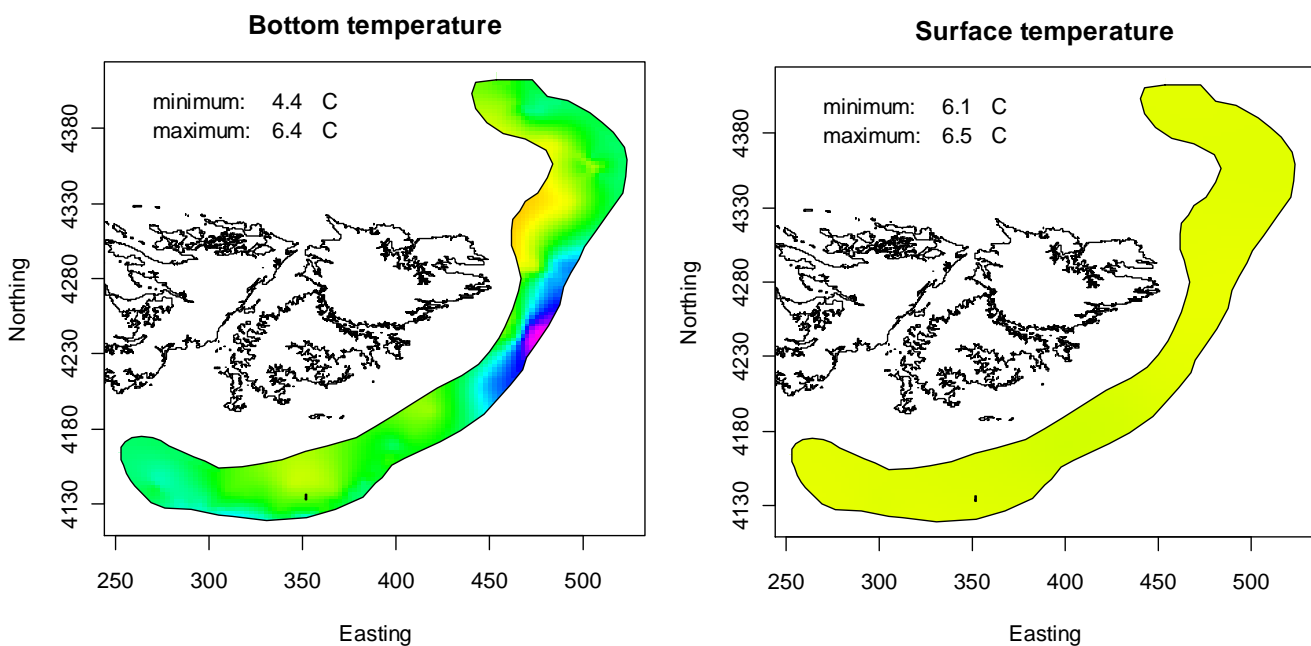 Bottom temperature
minimum: 4.4 C
maximum: 6.4 C
4380
4330
4280
4230
4180
4130
Northing
250 300 350 400 450 500
Easting
Surface temperature
minimum: 6.1 C
maximum: 6.5 C
4380
4330
4280
4230
4180
4130
Northing
250 300 350 400 450 500
Easting